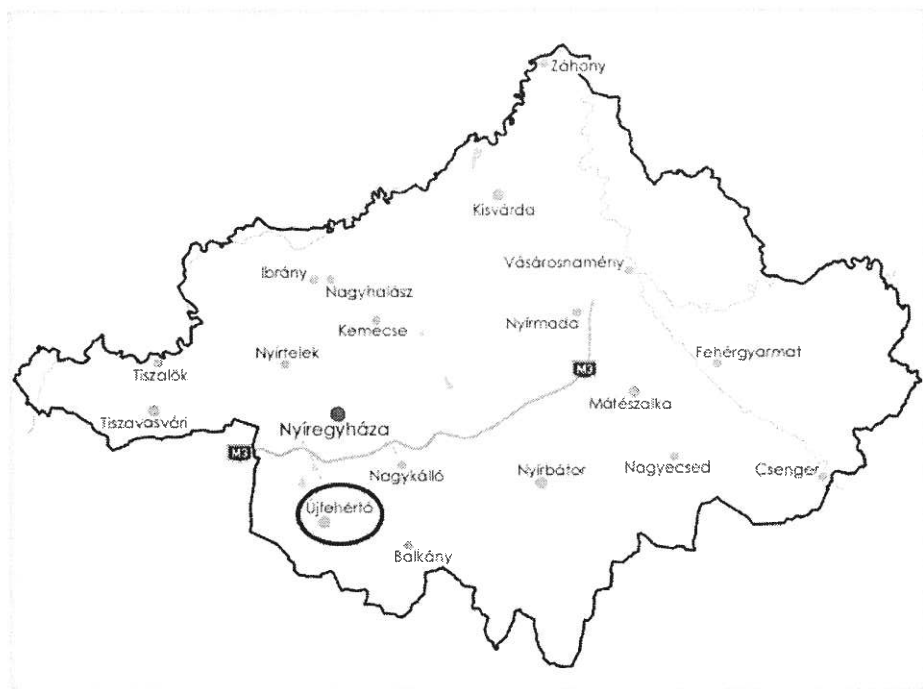 Záhony
Kisvárda
Vásárosnamény
Ibrány
Nagyhalász
Kemecse
Nyírmada
Nyírtelek
Fehérgyarmat
Tiszalök
M3
Mátészalka
Tiszavasvári
Nyíregyháza
M3
Nagykálló
Nyírbátor
Nagyecsed
Csenger
Újfehértó
Balkány